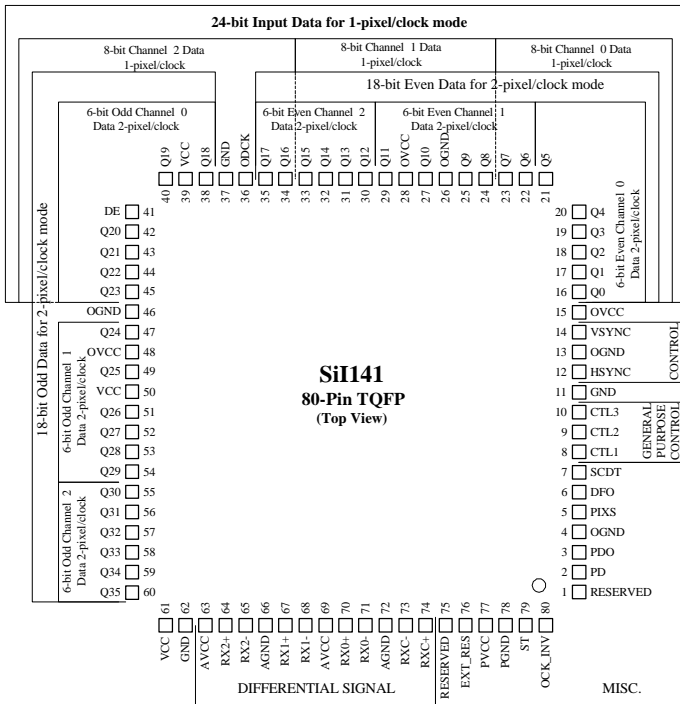 24-bit Input Data for 1-pixel/clock mode
8-bit Channel 2 Data
1-pixel/clock
8-bit Channel 1 Data
1-pixel/clock
8-bit Channel 0 Data
1-pixel/clock
18-bit Even Data for 2-pixel/clock mode
6-bit Odd Channel 0
Data 2-pixel/clock
6-bit Even Channel 2
Data 2-pixel/clock
6-bit Even Channel 1
Data 2-pixel/clock
Q19 VCC Q18 GND ODCK Q17 Q16 Q15 Q14 Q13 Q12 Q11 OVCC Q10 OGND Q9 Q8 Q7 Q6 Q5
40 39 38 37 36 35 34 33 32 31 30 29 28 27 26 25 24 23 22 21
DE 41
Q20 42
Q21 43
Q22 44
Q23 45
OGND 46
Q24 47
OVCC 48
Q25 49
VCC 50
Q26 51
Q27 52
Q28 53
Q29 54
Q30 55
Q31 56
Q32 57
Q33 58
Q34 59
Q35 60
18-bit Odd Data for 2-pixel/clock mode
6-bit Odd Channel 1
Data 2-pixel/clock
6-bit Odd Channel 2
Data 2-pixel/clock
SiI141
80-Pin TQFP
(Top View)
20 Q4
19 Q3
18 Q2
17 Q1
16 Q0
15 OVCC
14 VSYNC
13 OGND
12 HSYNC
11 GND
10 CTL3
9 CTL2
8 CTL1
7 SCDT
6 DFO
5 PIXS
4 OGND
3 PDO
2 PD
1 RESERVED
6-bit Even Channel 0
Data 2-pixel/clock
CONTROL
GENERAL
PURPOSE
CONTROL
61 62 63 64 65 66 67 68 69 70 71 72 73 74 75 76 77 78 79 80
VCC GND AVCC RX2+ RX2- AGND RX1+ RX1- AVCC RX0+ RX0- AGND RXC- RXC+ RESERVED EXT_RES PVCC PGND ST OCK_INV
DIFFERENTIAL SIGNAL
MISC.